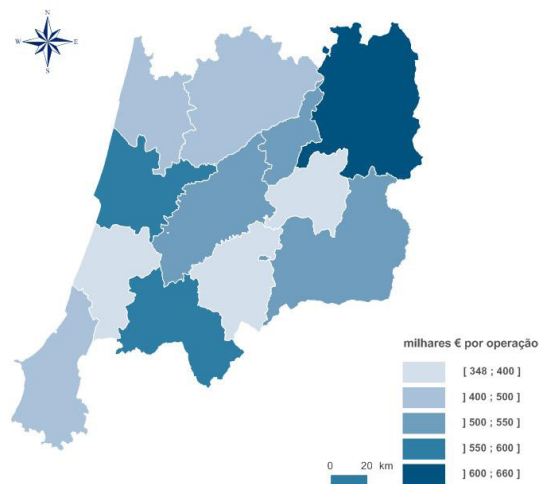 N
W
E
S
milhares € por operação
[ 348 ; 400 ]
] 400 ; 500 ]
] 500 ; 550 ]
] 550 ; 600 ]
] 600 ; 660 ]
0 20 km